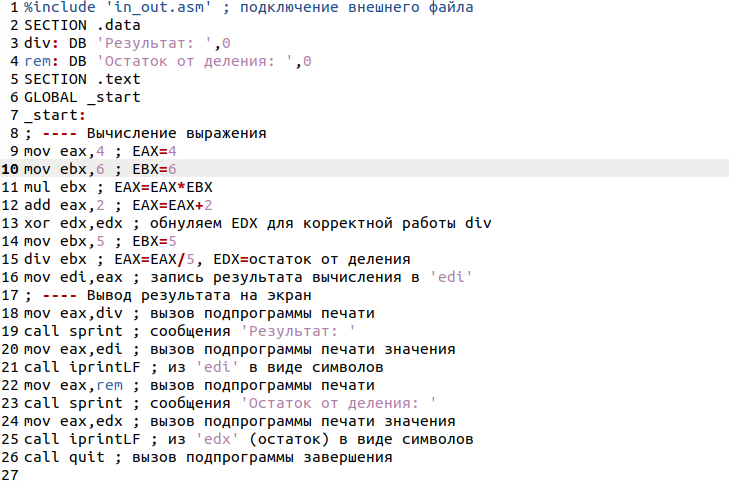 1 %include 'in_out.asm' ; подключение внешнего файла
2 SECTION .data
3 div: DB 'Результат: ',0
4 rem: DB 'Остаток от деления: ',0
5 SECTION .text
6 GLOBAL _start
7 _start:
8 ; ---- Вычисление выражения
9 mov eax,4 ; EAX=4
10 mov ebx,6 ; EBX=6
11 mul ebx ; EAX=EAX*EBX
12 add eax,2 ; EAX=EAX+2
13 xor edx,edx ; обнуляем EDX для корректной работы div
14 mov ebx,5 ; EBX=5
15 div ebx ; EAX=EAX/5, EDX=остаток от деления
16 mov edi,eax ; запись результата вычисления в 'edi'
17 ; ---- Вывод результата на экран
18 mov eax,div ; вызов подпрограммы печати
19 call sprint ; сообщения 'Результат: '
20 mov eax,edi ; вызов подпрограммы печати значения
21 call iprintLF ; из 'edi' в виде символов
22 mov eax,rem ; вызов подпрограммы печати
23 call sprint ; сообщения 'Остаток от деления: '
24 mov eax,edx ; вызов подпрограммы печати значения
25 call iprintLF ; из 'edx' (остаток) в виде символов
26 call quit ; вызов подпрограммы завершения
27